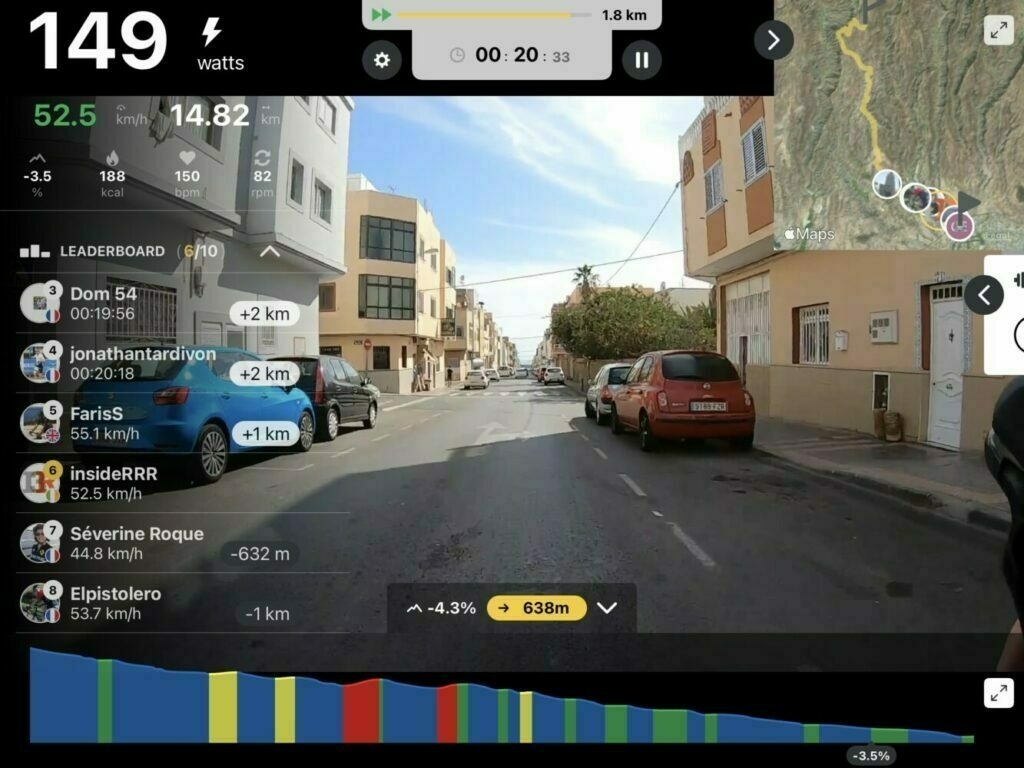 149
watts
1.8 km
00: 20 : 33
52.5 km/h 14.82 km
-3.5 188 150 82
% kcal bpm rpm
LEADERBOARD (6/10)
3 Dom 54
00:19:56 +2 km
4 jonathantardivon
00:20:18 +2 km
5 FarisS
55.1 km/h +1 km
6 insideRRR
52.5 km/h
7 Séverine Roque
44.8 km/h -632 m
8 Elpistolero
53.7 km/h -1 km
Maps
Legal
-4.3% → 638m
-3.5%